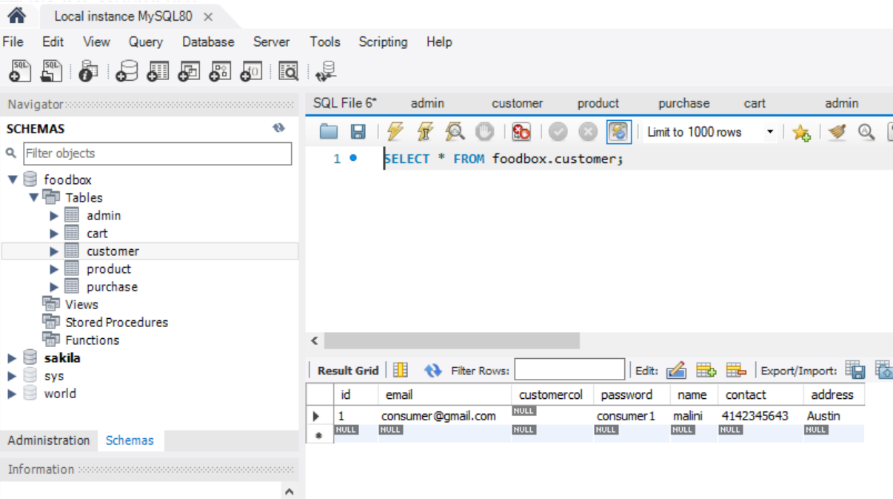 Local instance MySQL80 ×
File Edit View Query Database Server Tools Scripting Help
Navigator
SCHEMAS
Filter objects
foodbox
Tables
admin
cart
customer
product
purchase
Views
Stored Procedures
Functions
sakila
sys
world
Administration Schemas
Information
SQL File 6* admin customer product purchase cart admin
Limit to 1000 rows
1 SELECT * FROM foodbox.customer;
Result Grid Filter Rows: Edit: Export/Import:
id email customercol password name contact address
1 consumer@gmail.com NULL consumer1 malini 4142345643 Austin
NULL NULL NULL NULL NULL NULL NULL